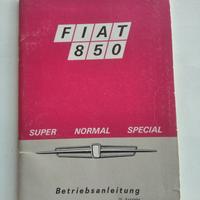 FIAT
850
SUPER NORMAL SPECIAL
Betriebsanleitung